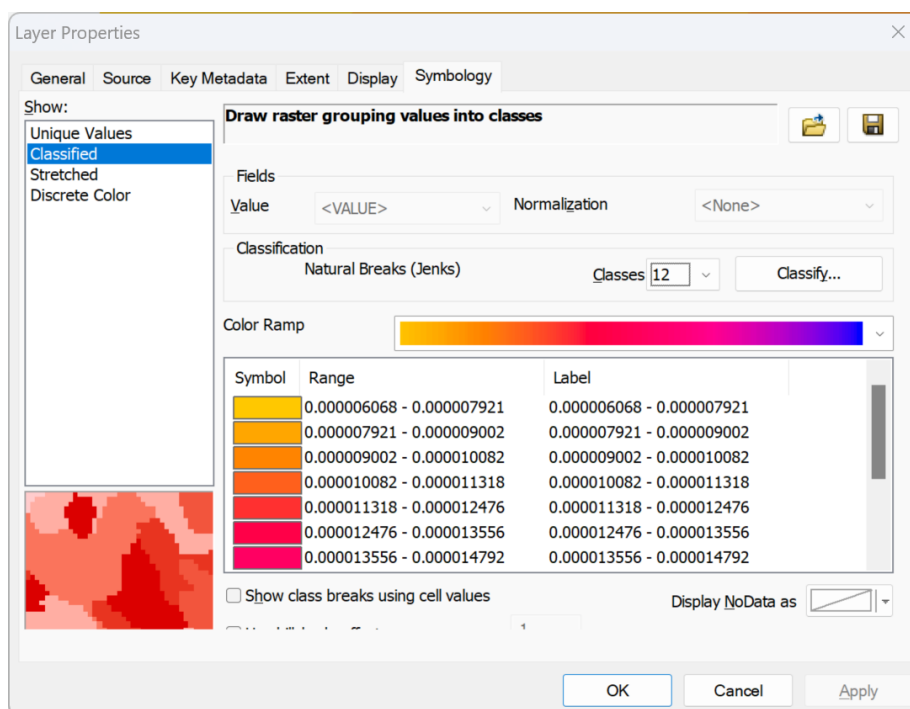 Layer Properties
General Source Key Metadata Extent Display Symbology
Show:
Unique Values
Classified
Stretched
Discrete Color
Draw raster grouping values into classes
Fields
Value <VALUE> Normalization <None>
Classification
Natural Breaks (Jenks) Classes 12 Classify...
Color Ramp
Symbol Range Label
0.000006068 - 0.000007921 0.000006068 - 0.000007921
0.000007921 - 0.000009002 0.000007921 - 0.000009002
0.000009002 - 0.000010082 0.000009002 - 0.000010082
0.000010082 - 0.000011318 0.000010082 - 0.000011318
0.000011318 - 0.000012476 0.000011318 - 0.000012476
0.000012476 - 0.000013556 0.000012476 - 0.000013556
0.000013556 - 0.000014792 0.000013556 - 0.000014792
Show class breaks using cell values Display NoData as
OK Cancel Apply